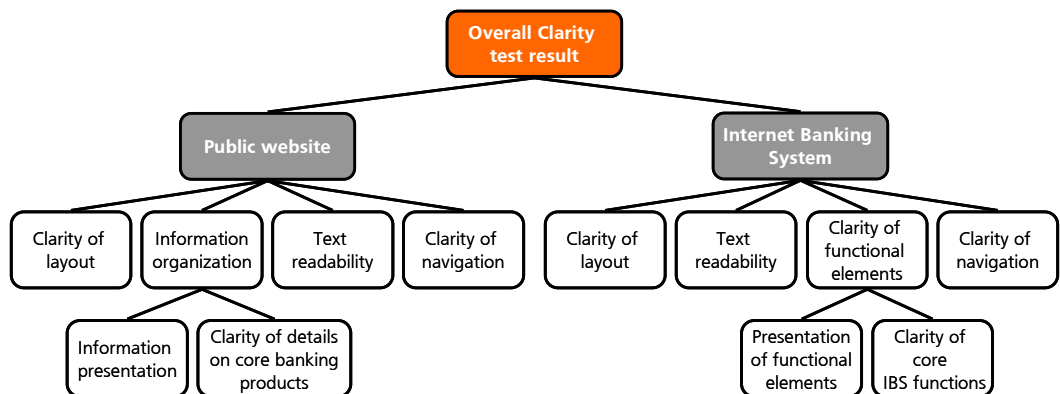 Overall Clarity
test result
Public website
Internet Banking
System
Clarity of
layout
Information
organization
Text
readability
Clarity of
navigation
Clarity of
layout
Text
readability
Clarity of
functional
elements
Clarity of
navigation
Information
presentation
Clarity of details
on core banking
products
Presentation
of functional
elements
Clarity of
core
IBS functions